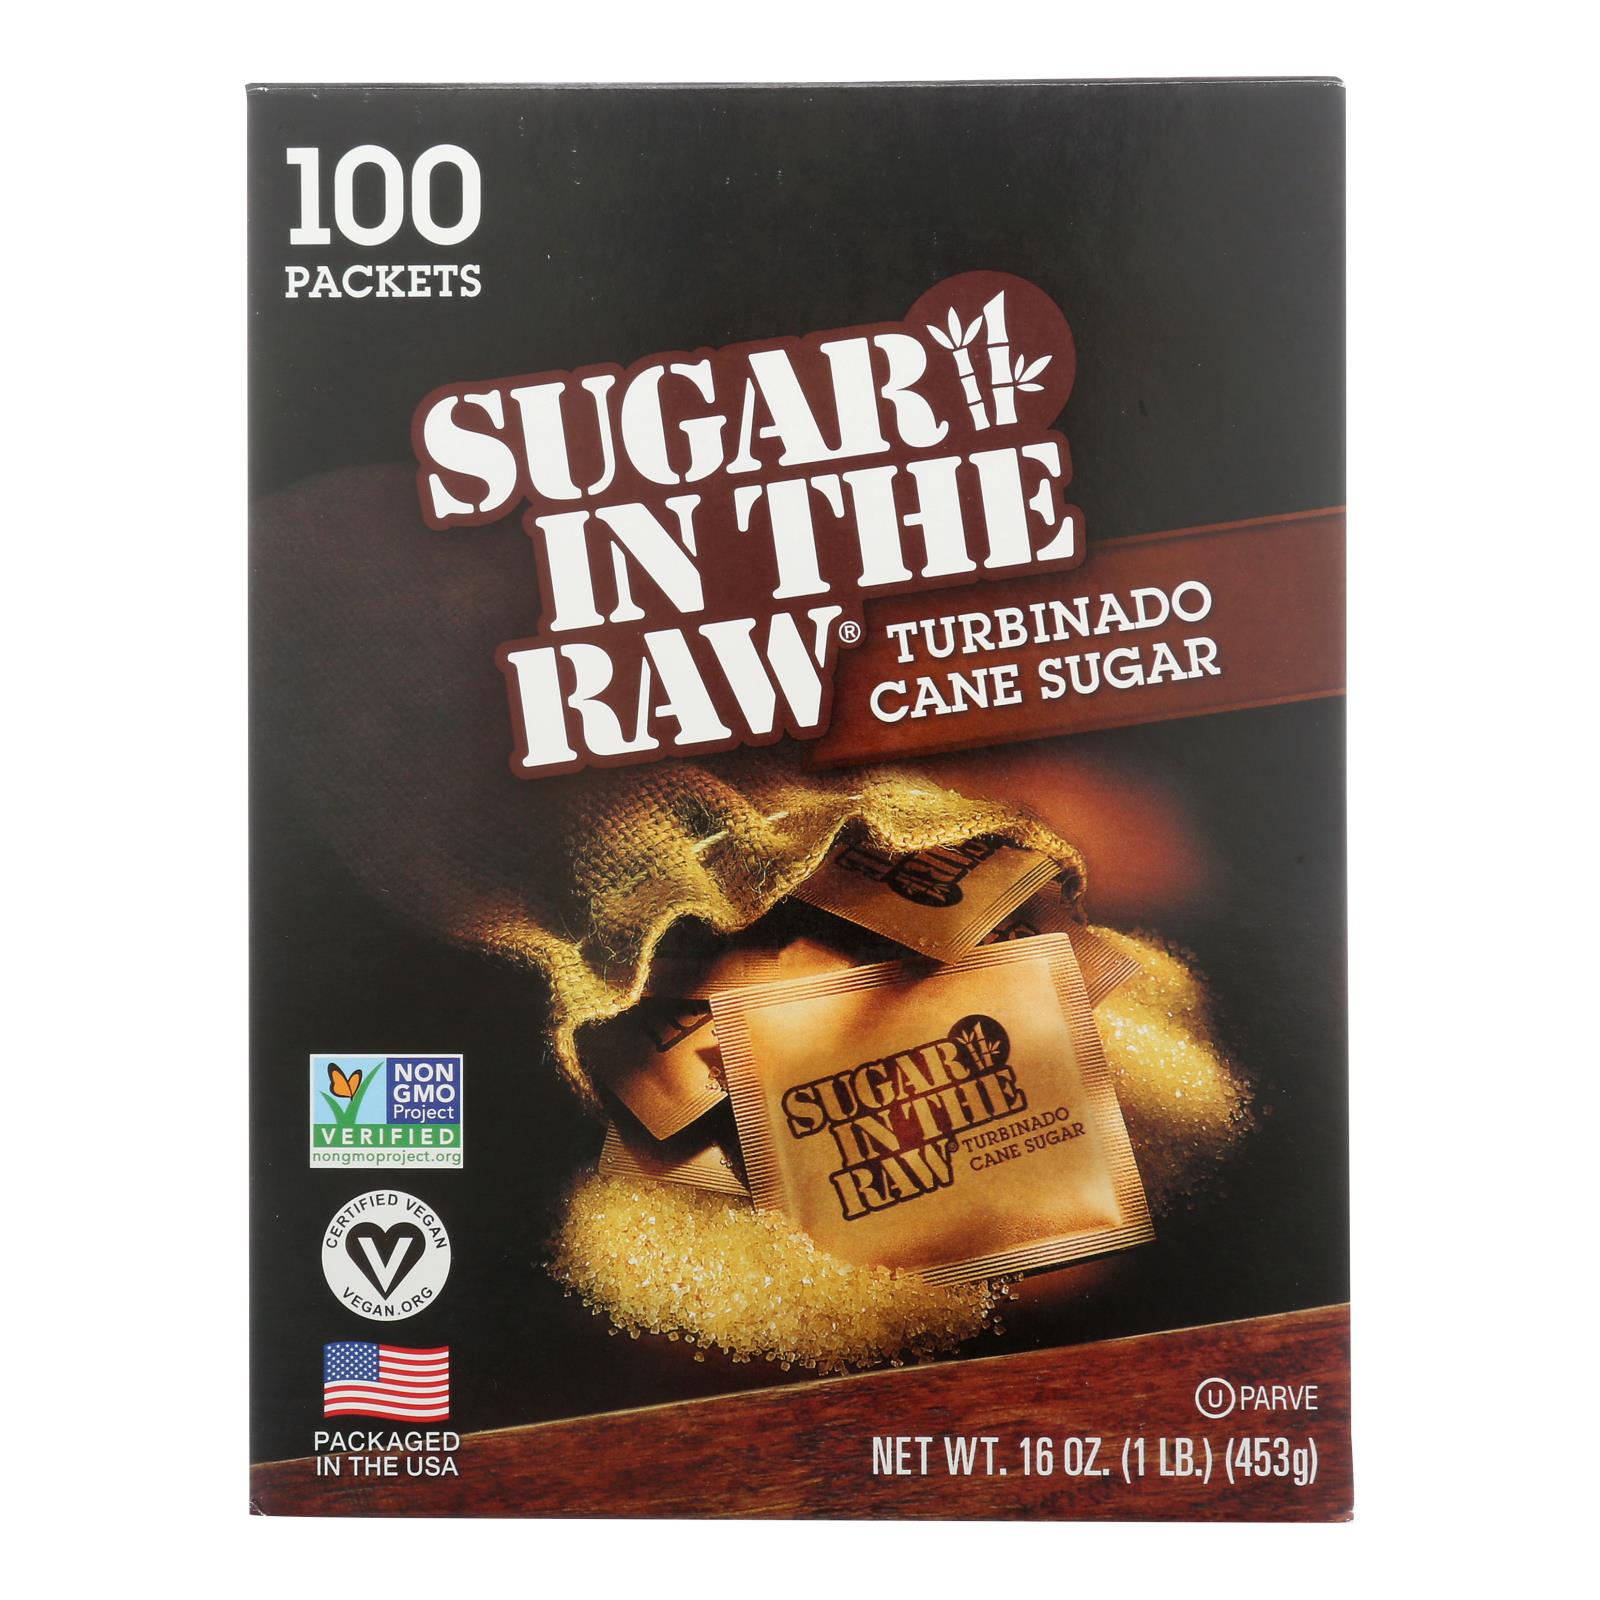 100
PACKETS
SUGAR
IN THE
RAW®
TURBINADO
CANE SUGAR
SUGAR
IN THE
RAW®
TURBINADO
CANE SUGAR
NON
GMO
Project
VERIFIED
nongmoproject.org
CERTIFIED VEGAN
V
VEGAN.ORG
PACKAGED
IN THE USA
U PARVE
NET WT. 16 OZ. (1 LB.) (453g)